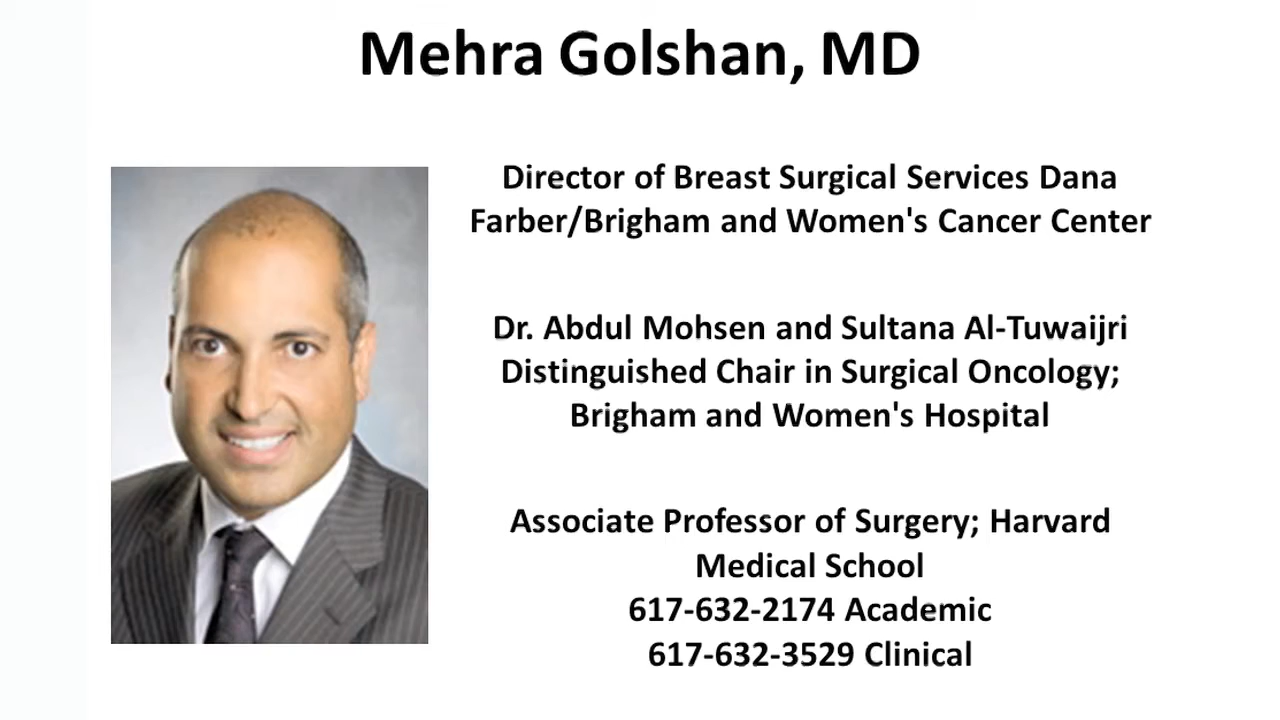 Mehra Golshan, MD
Director of Breast Surgical Services Dana
Farber/Brigham and Women's Cancer Center
Dr. Abdul Mohsen and Sultana Al-Tuwaijri
Distinguished Chair in Surgical Oncology;
Brigham and Women's Hospital
Associate Professor of Surgery; Harvard
Medical School
617-632-2174 Academic
617-632-3529 Clinical